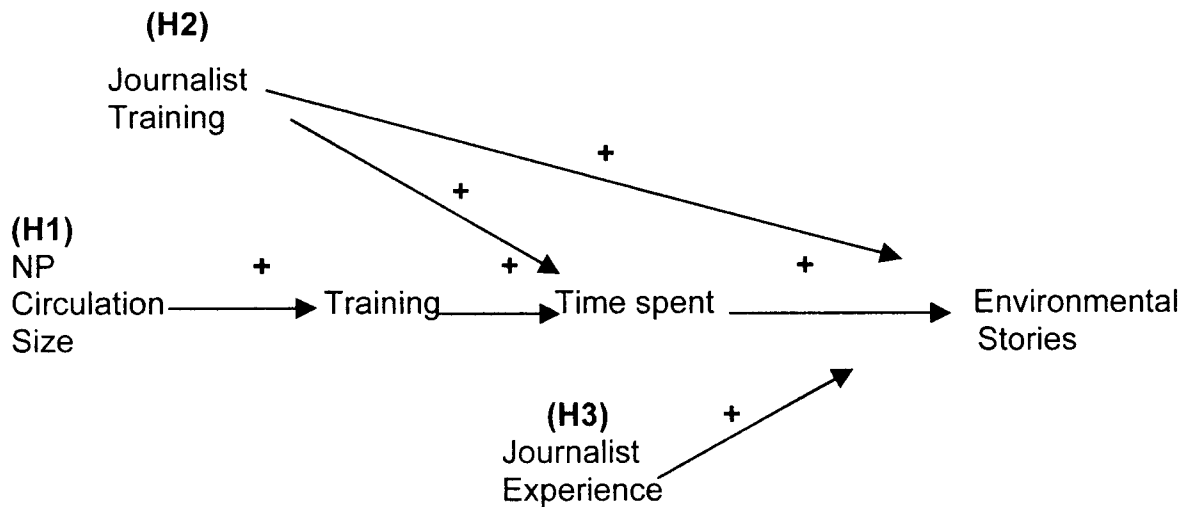 (H2)
Journalist
Training
+
+
(H1)
NP
Circulation
Size
+
Training
+
Time spent
+
Environmental
Stories
(H3)
Journalist
Experience
+